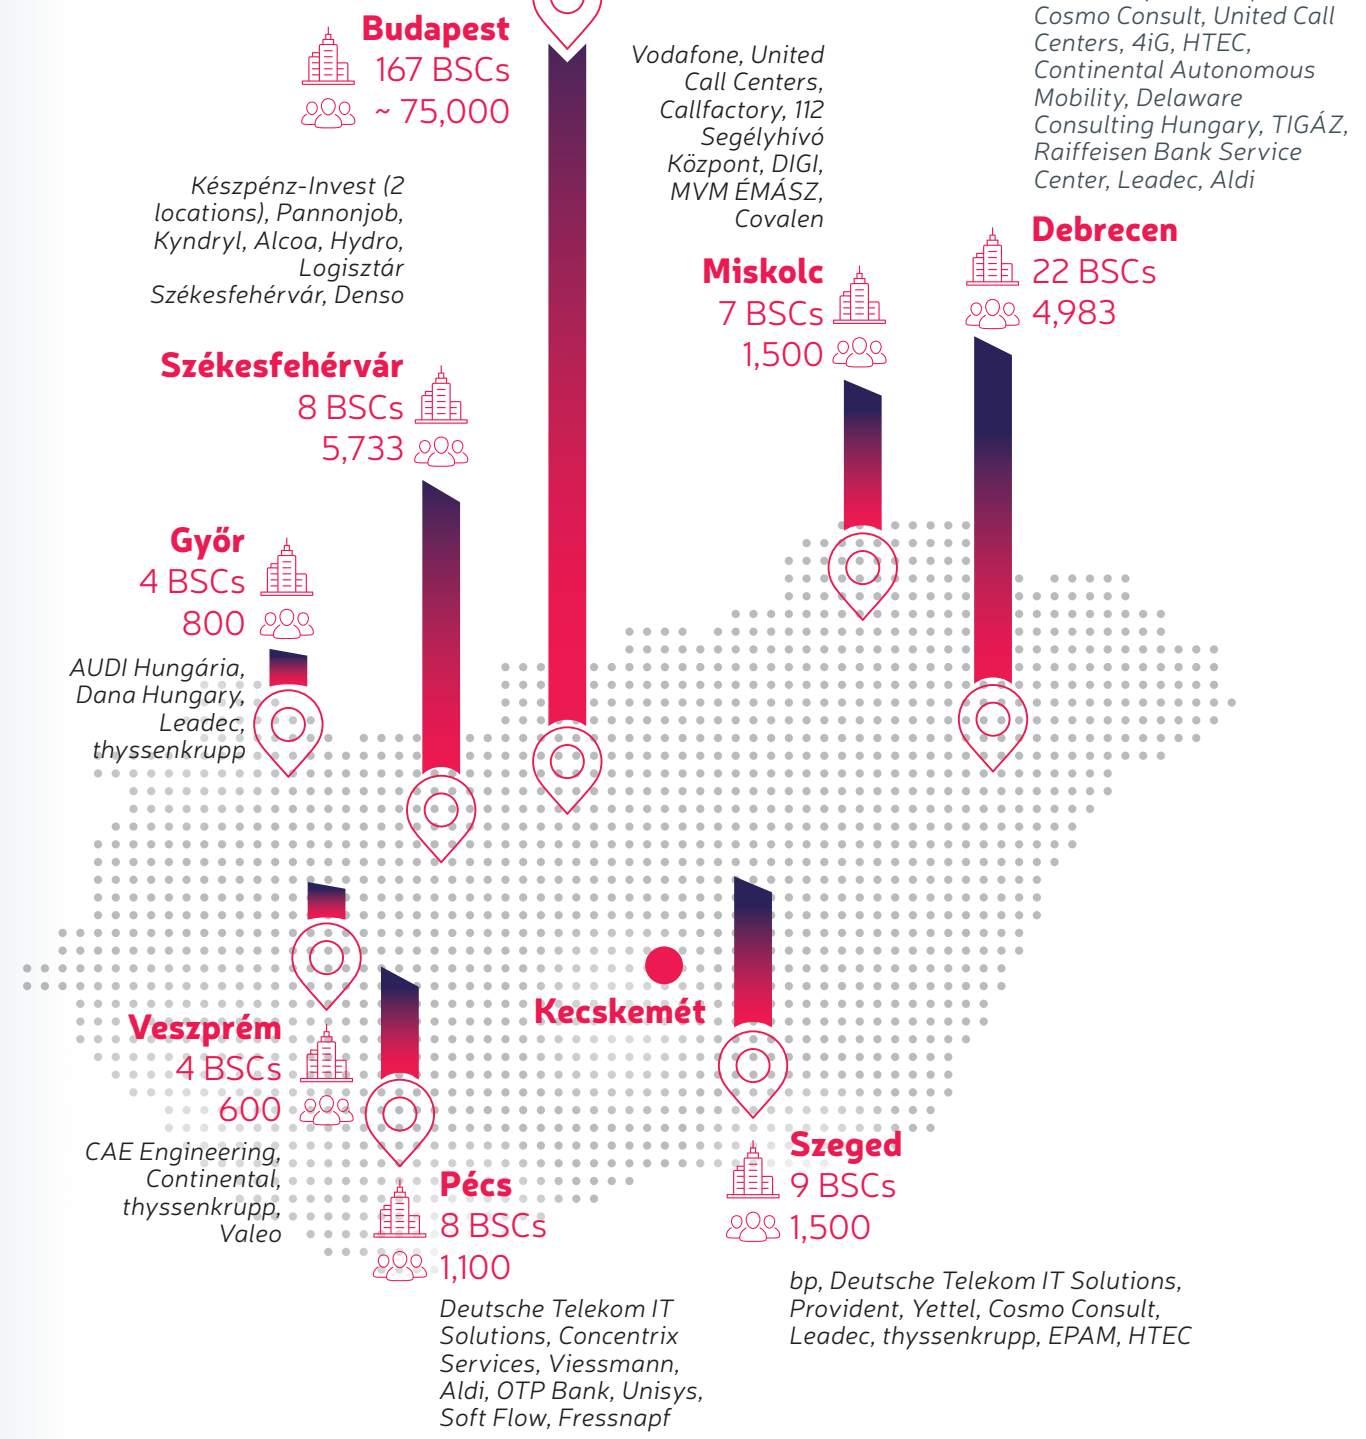 Budapest
167 BSCs
~ 75,000
Vodafone, United
Call Centers,
Callfactory, 112
Segélyhívó
Központ, DIGI,
MVM ÉMÁSZ,
Covalen
Miskolc
7 BSCs
1,500
Cosmo Consult, United Call
Centers, 4iG, HTEC,
Continental Autonomous
Mobility, Delaware
Consulting Hungary, TIGÁZ,
Raiffeisen Bank Service
Center, Leadec, Aldi
Debrecen
22 BSCs
4,983
Készpénz-Invest (2
locations), Pannonjob,
Kyndryl, Alcoa, Hydro,
Logisztár
Székesfehérvár, Denso
Székesfehérvár
8 BSCs
5,733
Győr
4 BSCs
800
AUDI Hungária,
Dana Hungary,
Leadec,
thyssenkrupp
Kecskemét
Veszprém
4 BSCs
600
CAE Engineering,
Continental,
thyssenkrupp,
Valeo
Pécs
8 BSCs
1,100
Deutsche Telekom IT
Solutions, Concentrix
Services, Viessmann,
Aldi, OTP Bank, Unisys,
Soft Flow, Fressnapf
Szeged
9 BSCs
1,500
bp, Deutsche Telekom IT Solutions,
Provident, Yettel, Cosmo Consult,
Leadec, thyssenkrupp, EPAM, HTEC